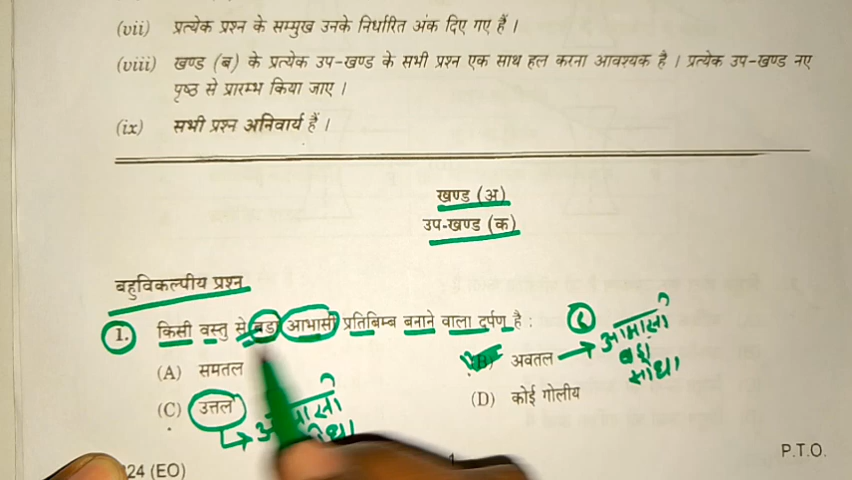 (vii) प्रत्येक प्रश्न के सम्मुख उनके निर्धारित अंक दिए गए हैं ।
(viii) खण्ड (ब) के प्रत्येक उप-खण्ड के सभी प्रश्न एक साथ हल करना आवश्यक है । प्रत्येक उप-खण्ड नए
पृष्ठ से प्रारम्भ किया जाए ।
(ix) सभी प्रश्न अनिवार्य हैं ।
खण्ड (अ)
उप-खण्ड (क)
बहुविकल्पीय प्रश्न
1. किसी वस्तु से बड़ा आभासी प्रतिबिम्ब बनाने वाला दर्पण है :
(A) समतल
(B) अवतल
आभासी
बड़ा
सीधा
(C) उत्तल
(D) कोई गोलीय
24 (EO)
P.T.O.